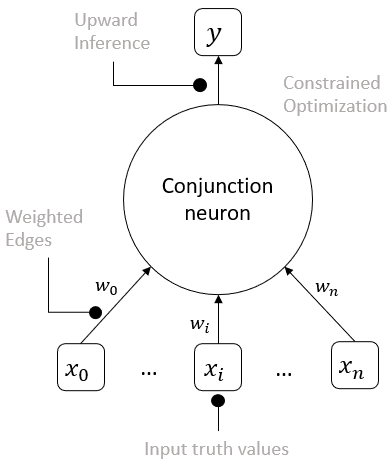 Upward
Inference
y
Constrained
Optimization
Conjunction
neuron
Weighted
Edges
w₀
wᵢ
wₙ
x₀ ... xᵢ ... xₙ
Input truth values